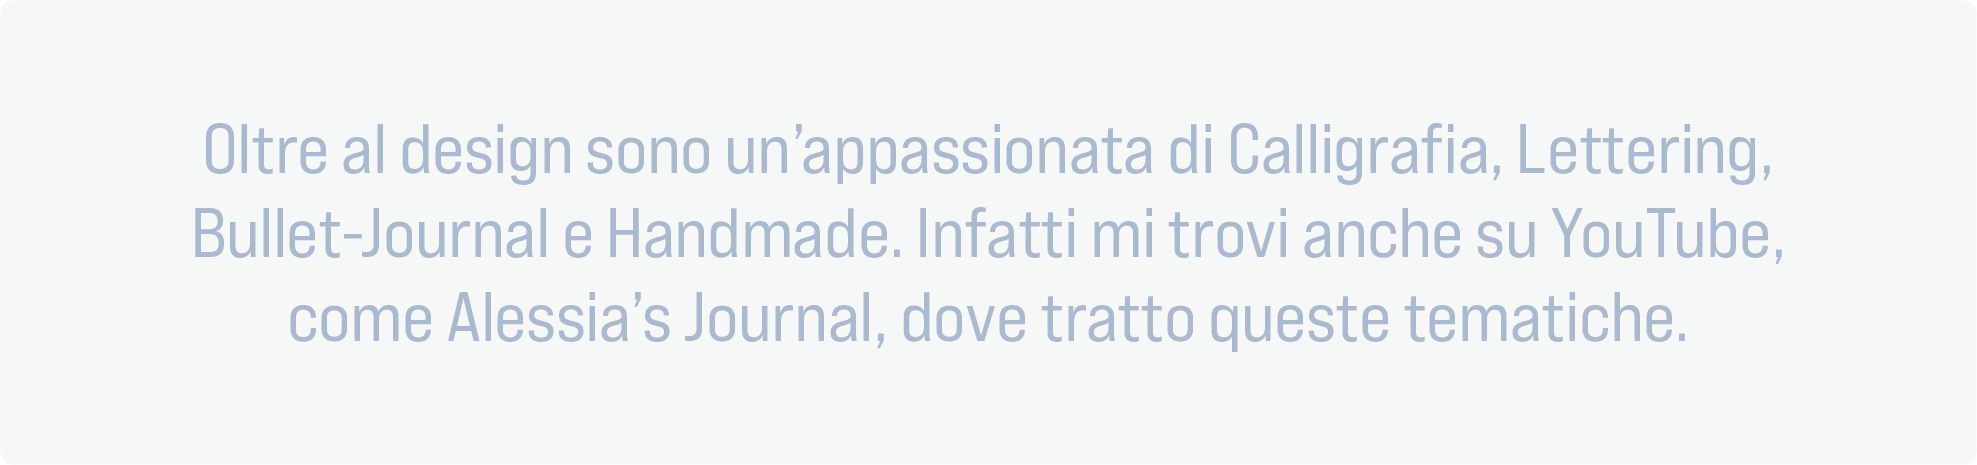 Oltre al design sono un’appassionata di Calligrafia, Lettering,
Bullet-Journal e Handmade. Infatti mi trovi anche su YouTube,
come Alessia’s Journal, dove tratto queste tematiche.